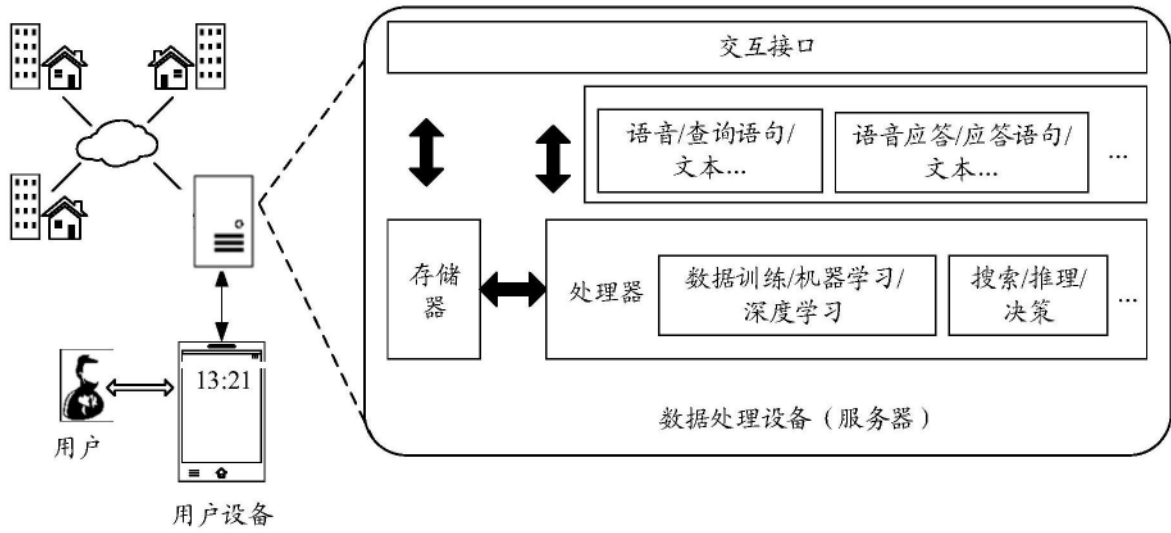 交互接口
语音/查询语句/
文本...
语音应答/应答语句/
文本...
...
存储
器
处理器
数据训练/机器学习/
深度学习
搜索/推理/
决策
...
数据处理设备（服务器）
13:21
用户
用户设备